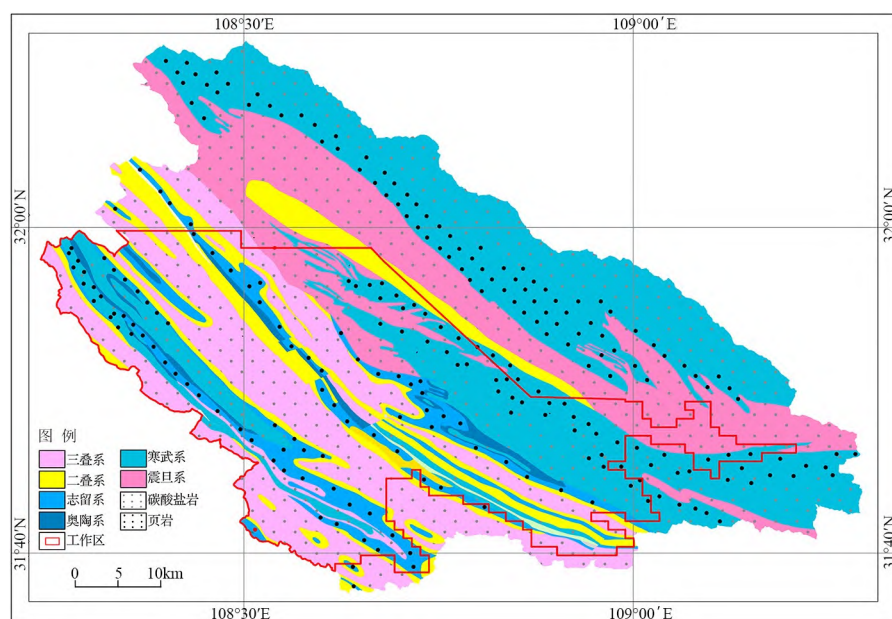 108°30′E
109°00′E
32°00′N
32°00′N
图 例
三叠系
寒武系
二叠系
震旦系
志留系
碳酸盐岩
奥陶系
页岩
工作区
0 5 10km
31°40′N
31°40′N
108°30′E
109°00′E